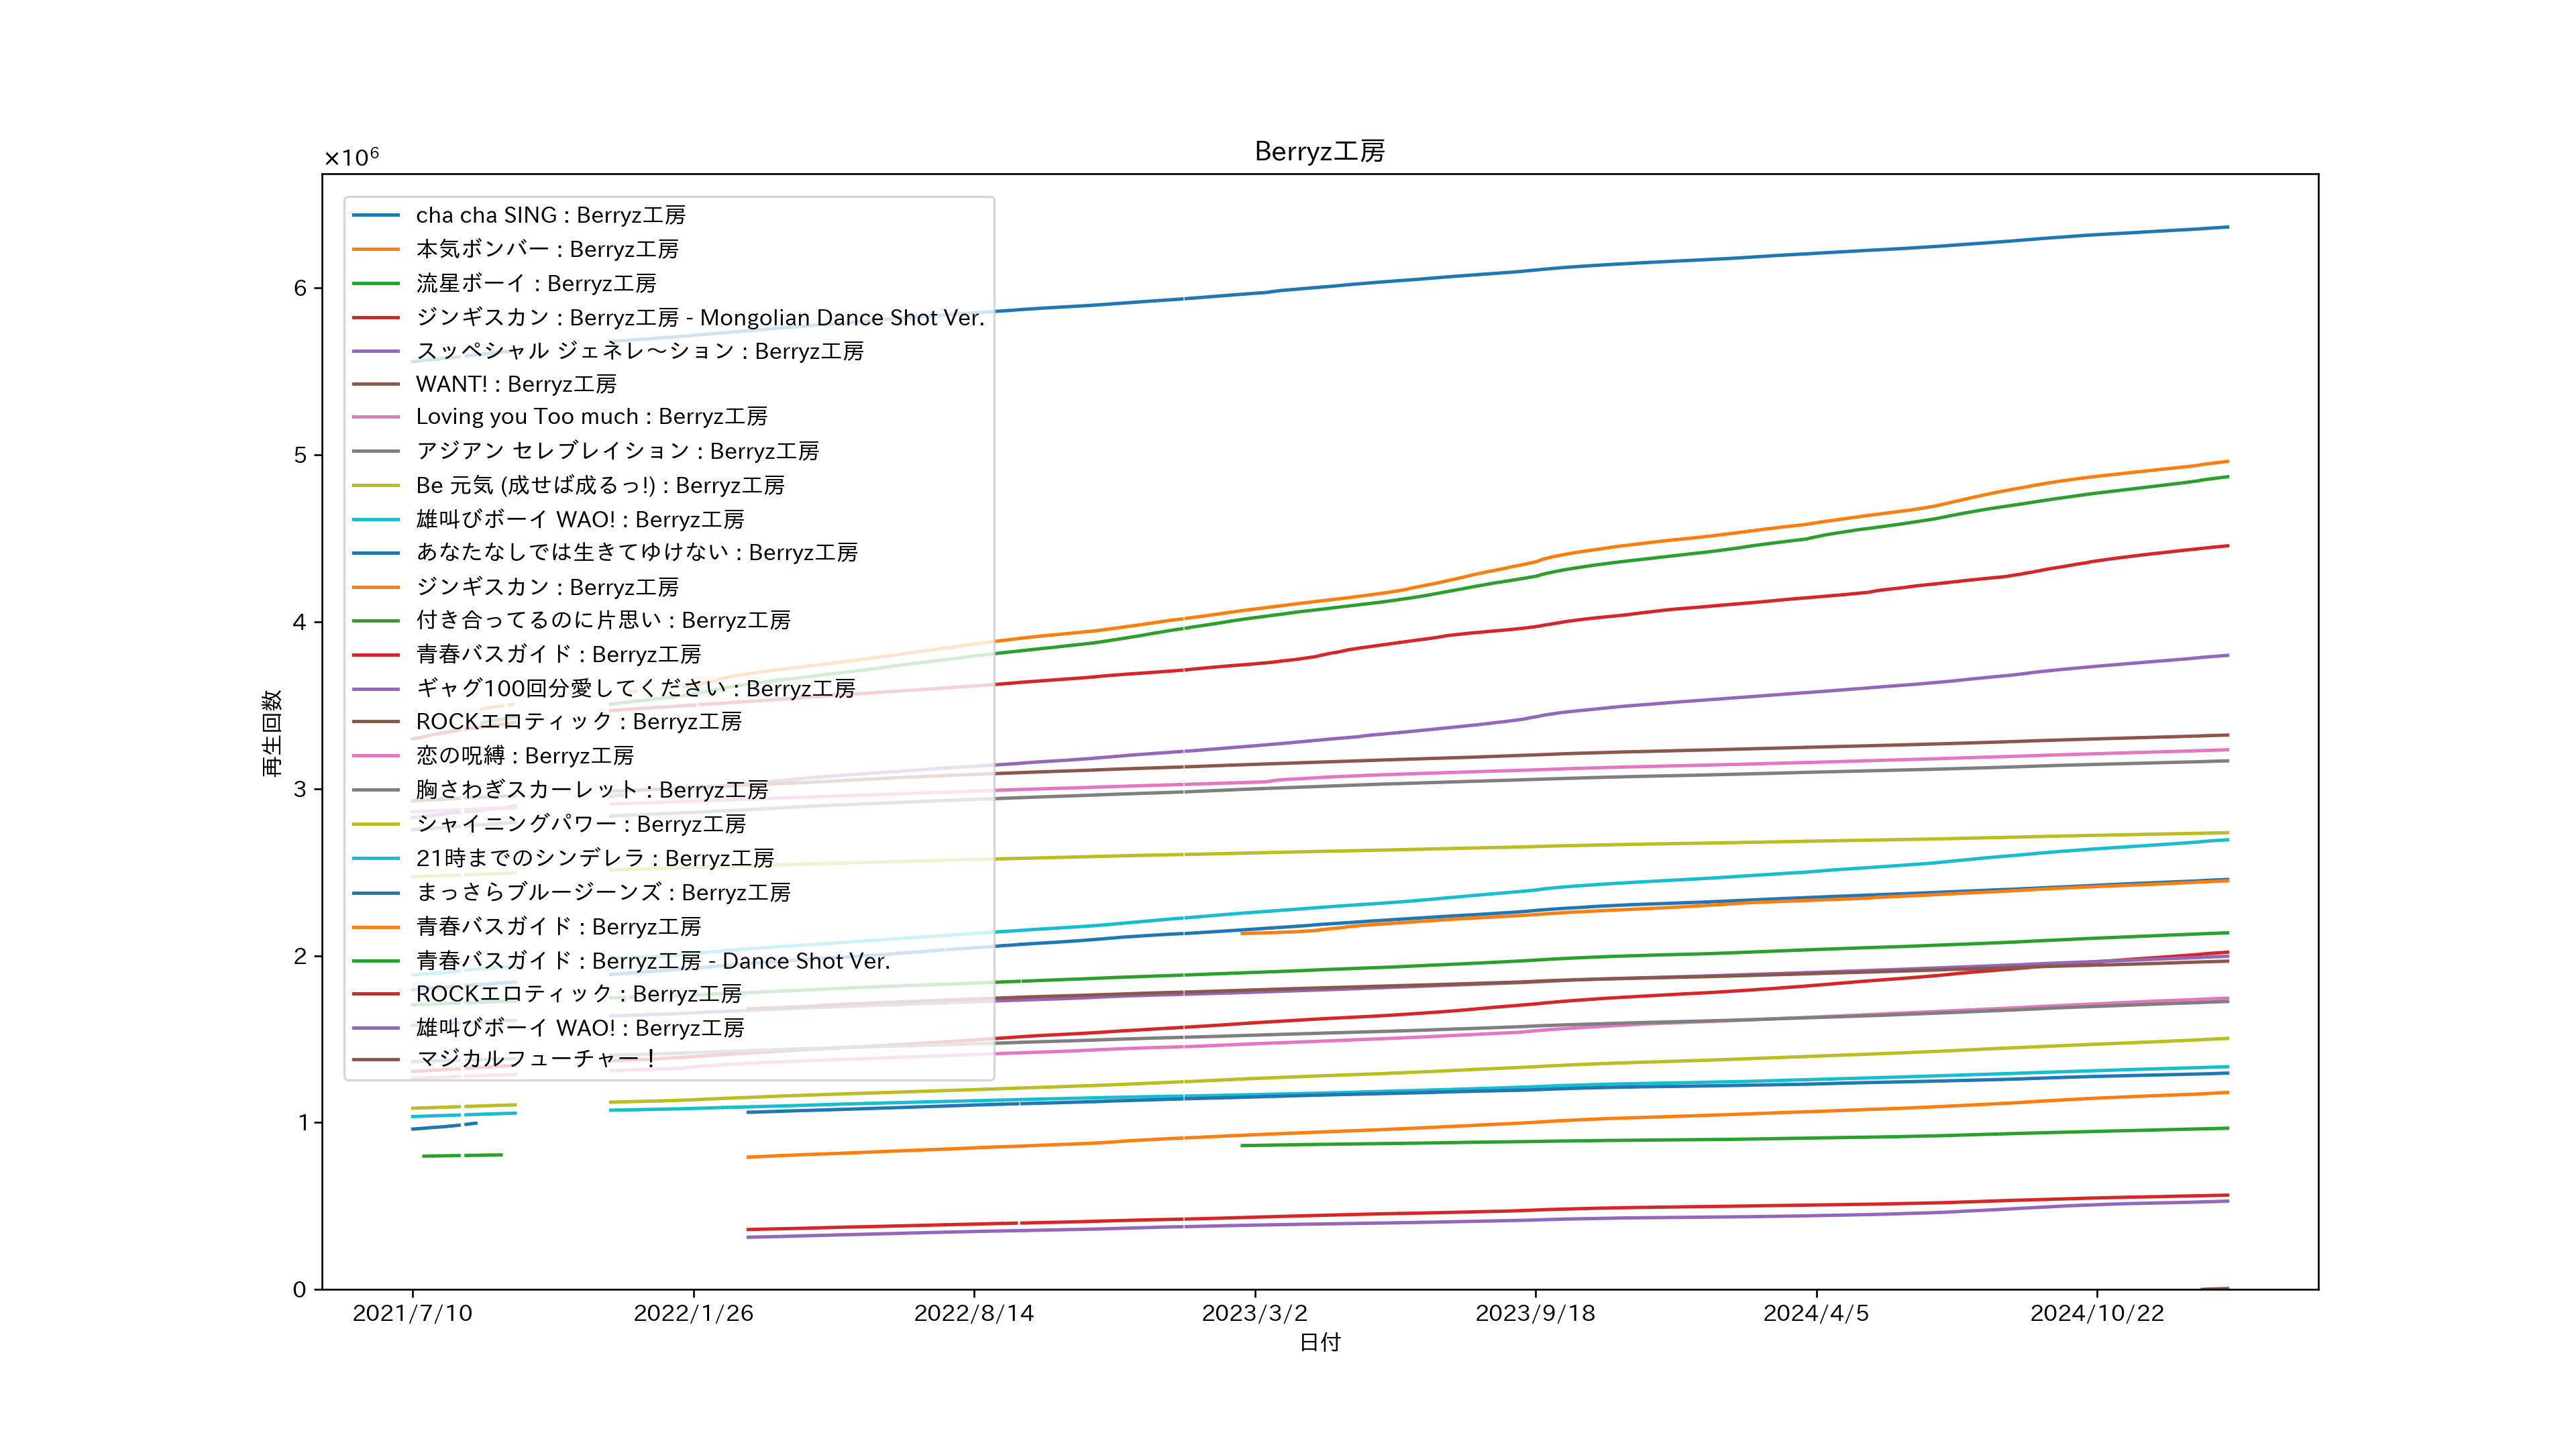 Berryz工房
×10⁶
cha cha SING : Berryz工房
本気ボンバー : Berryz工房
流星ボーイ : Berryz工房
ジンギスカン : Berryz工房 - Mongolian Dance Shot Ver.
スッペシャル ジェネレ～ション : Berryz工房
WANT! : Berryz工房
Loving you Too much : Berryz工房
アジアン セレブレイション : Berryz工房
Be 元気 (成せば成るっ!) : Berryz工房
雄叫びボーイ WAO! : Berryz工房
あなたなしでは生きてゆけない : Berryz工房
ジンギスカン : Berryz工房
付き合ってるのに片思い : Berryz工房
青春バスガイド : Berryz工房
ギャグ100回分愛してください : Berryz工房
ROCKエロティック : Berryz工房
恋の呪縛 : Berryz工房
胸さわぎスカーレット : Berryz工房
シャイニングパワー : Berryz工房
21時までのシンデレラ : Berryz工房
まっさらブルージーンズ : Berryz工房
青春バスガイド : Berryz工房
青春バスガイド : Berryz工房 - Dance Shot Ver.
ROCKエロティック : Berryz工房
雄叫びボーイ WAO! : Berryz工房
マジカルフューチャー！
6
5
4
3
2
1
0
再生回数
2021/7/10
2022/1/26
2022/8/14
2023/3/2
2023/9/18
2024/4/5
2024/10/22
日付